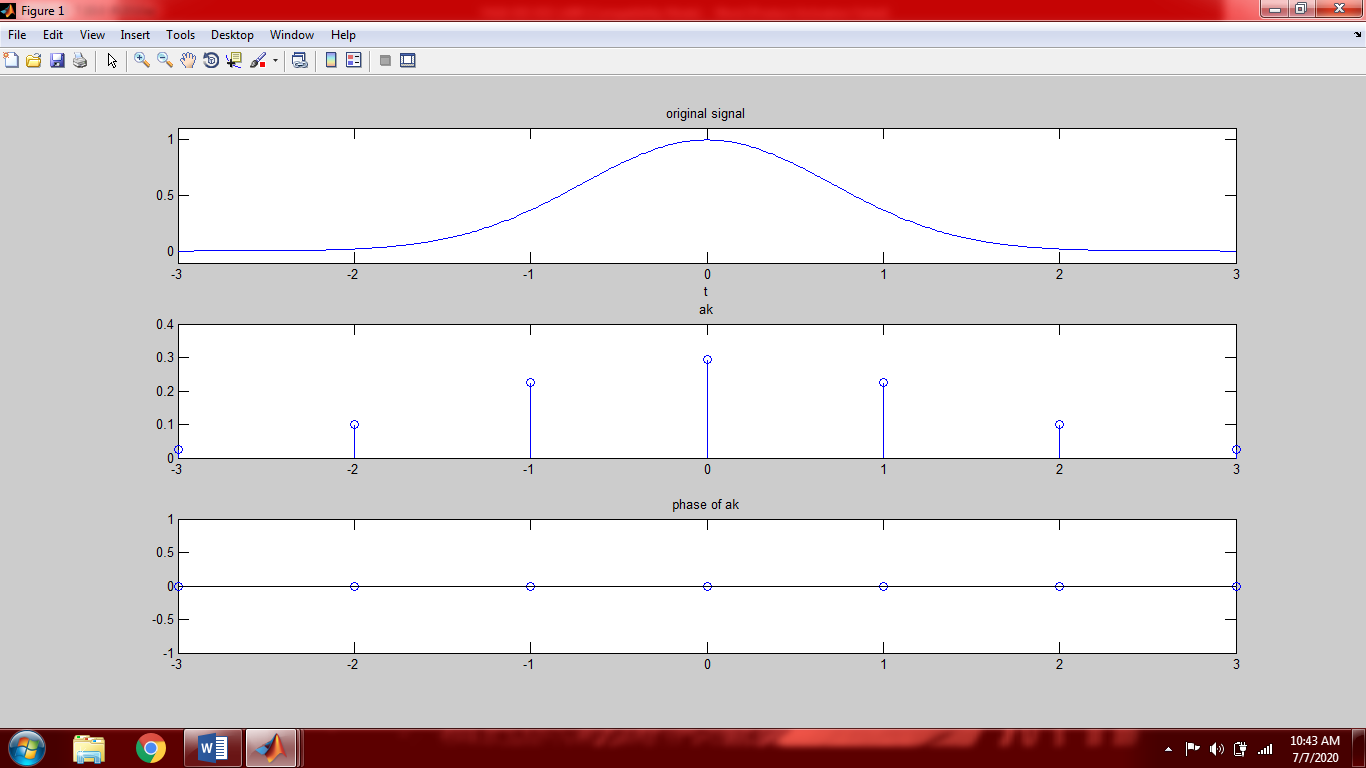 Figure 1
File Edit View Insert Tools Desktop Window Help
original signal
1
0.5
0
-3 -2 -1 0 1 2 3
t
ak
0.4
0.3
0.2
0.1
0
-3 -2 -1 0 1 2 3
phase of ak
1
0.5
0
-0.5
-1
-3 -2 -1 0 1 2 3
10:43 AM
7/7/2020